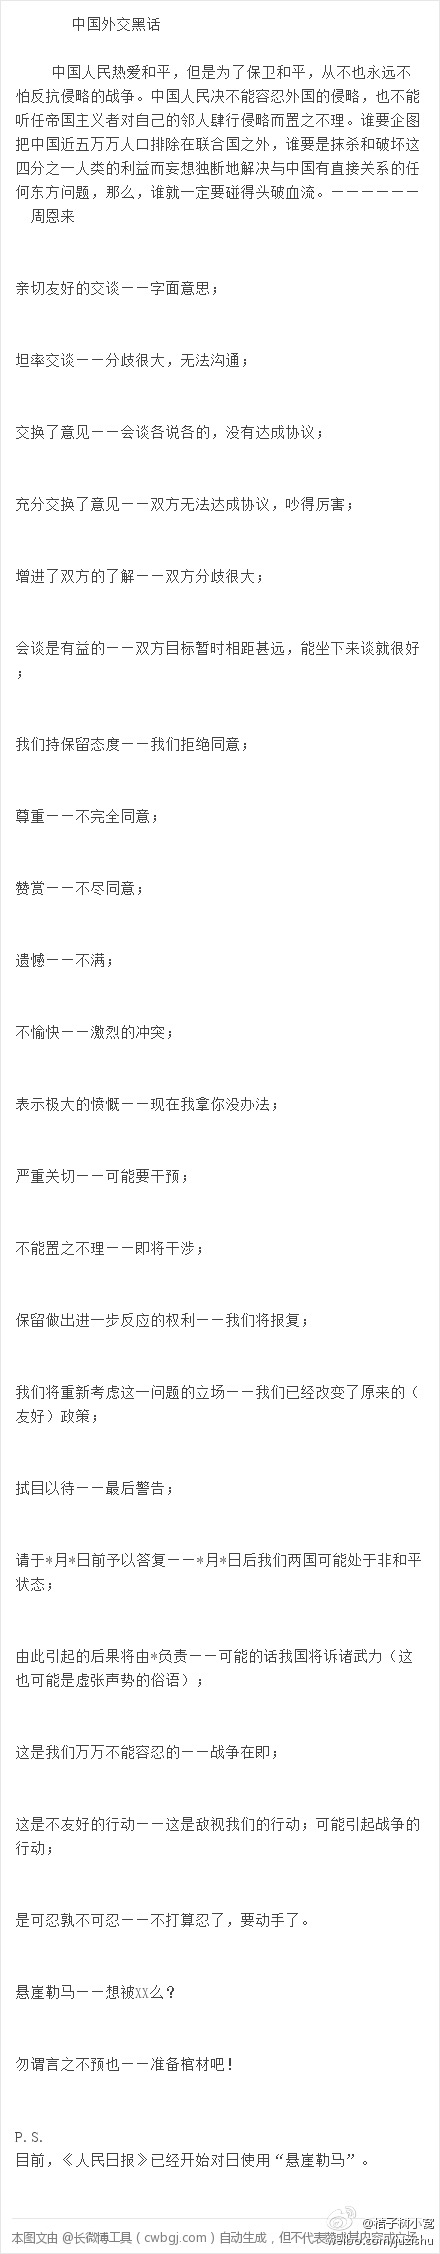 中国外交黑话
中国人民热爱和平，但是为了保卫和平，从不也永远不
怕反抗侵略的战争。中国人民决不能容忍外国的侵略，也不能
听任帝国主义者对自己的邻人肆行侵略而置之不理。谁要企图
把中国近五万万人口排除在联合国之外，谁要是抹杀和破坏这
四分之一人类的利益而妄想独断地解决与中国有直接关系的任
何东方问题，那么，谁就一定要碰得头破血流。——————
周恩来
亲切友好的交谈——字面意思；
坦率交谈——分歧很大，无法沟通；
交换了意见——会谈各说各的，没有达成协议；
充分交换了意见——双方无法达成协议，吵得厉害；
增进了双方的了解——双方分歧很大；
会谈是有益的——双方目标暂时相距甚远，能坐下来谈就很好
；
我们持保留态度——我们拒绝同意；
尊重——不完全同意；
赞赏——不尽同意；
遗憾——不满；
不愉快——激烈的冲突；
表示极大的愤慨——现在我拿你没办法；
严重关切——可能要干预；
不能置之不理——即将干涉；
保留做出进一步反应的权利——我们将报复；
我们将重新考虑这一问题的立场——我们已经改变了原来的（
友好）政策；
拭目以待——最后警告；
请于*月*日前予以答复——*月*日后我们两国可能处于非和平
状态；
由此引起的后果将由*负责——可能的话我国将诉诸武力（这
也可能是虚张声势的俗语）；
这是我们万万不能容忍的——战争在即；
这是不友好的行动——这是敌视我们的行动；可能引起战争的
行动；
是可忍孰不可忍——不打算忍了，要动手了。
悬崖勒马——想被XX么？
勿谓言之不预也——准备棺材吧！
P.S.
目前，《人民日报》已经开始对日使用“悬崖勒马”。
@桔子树小窝
本图文由 @长微博工具（cwbgj.com）自动生成，但不代表赞成其内容或立场
weibo.com/juzishu